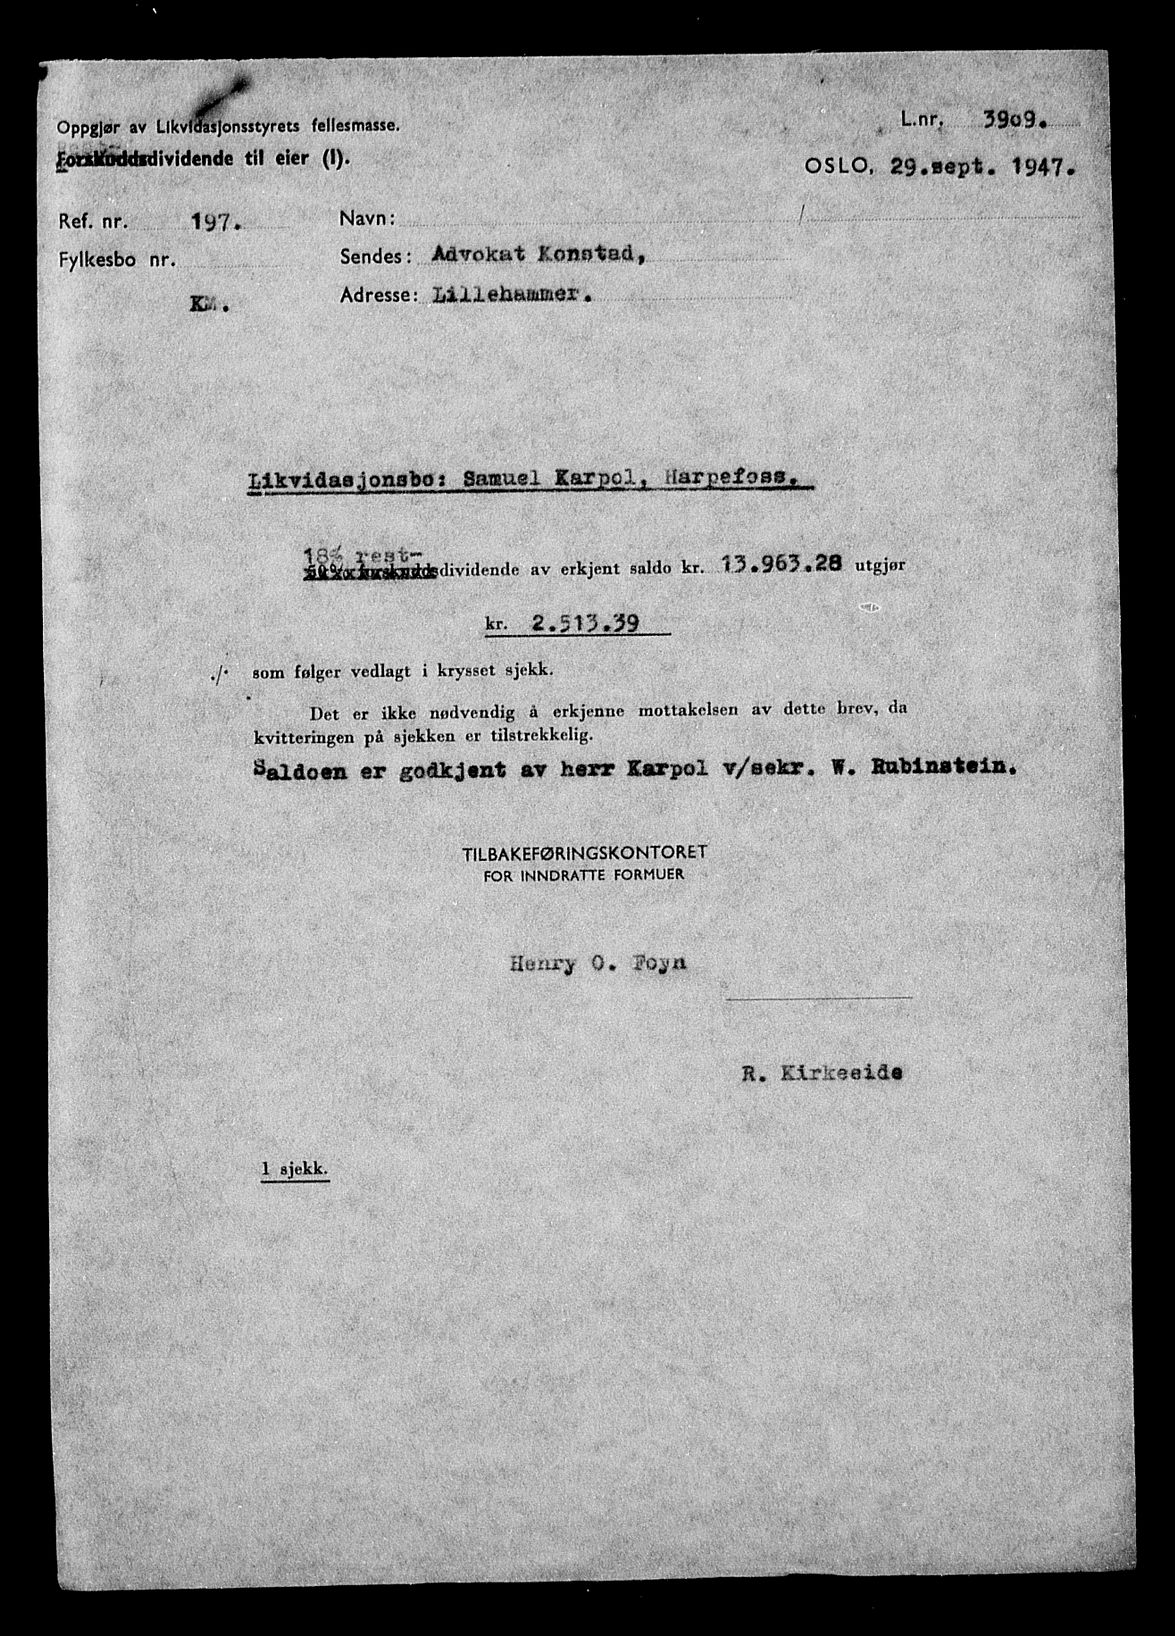 L.nr. 3909.
Oppgjør av Likvidasjonsstyrets fellesmasse.
Forskuddsdividende til eier (I).
OSLO, 29.sept. 1947.
Ref. nr. 197.
Navn: /
Fylkesbo nr.
Sendes: Advokat Konstad,
KM.
Adresse: Lillehammer.
Likvidasjonsbo: Samuel Karpol, Harpefoss.
18% rest-
50% forskuddsdividende av erkjent saldo kr. 13.963.28 utgjør
kr. 2.513.39
./· som følger vedlagt i krysset sjekk.
Det er ikke nødvendig å erkjenne mottakelsen av dette brev, da
kvitteringen på sjekken er tilstrekkelig.
Saldoen er godkjent av herr Karpol v/sekr. W. Rubinstein.
TILBAKEFØRINGSKONTORET
FOR INNDRATTE FORMUER
Henry O. Foyn
R. Kirkeeide
1 sjekk.